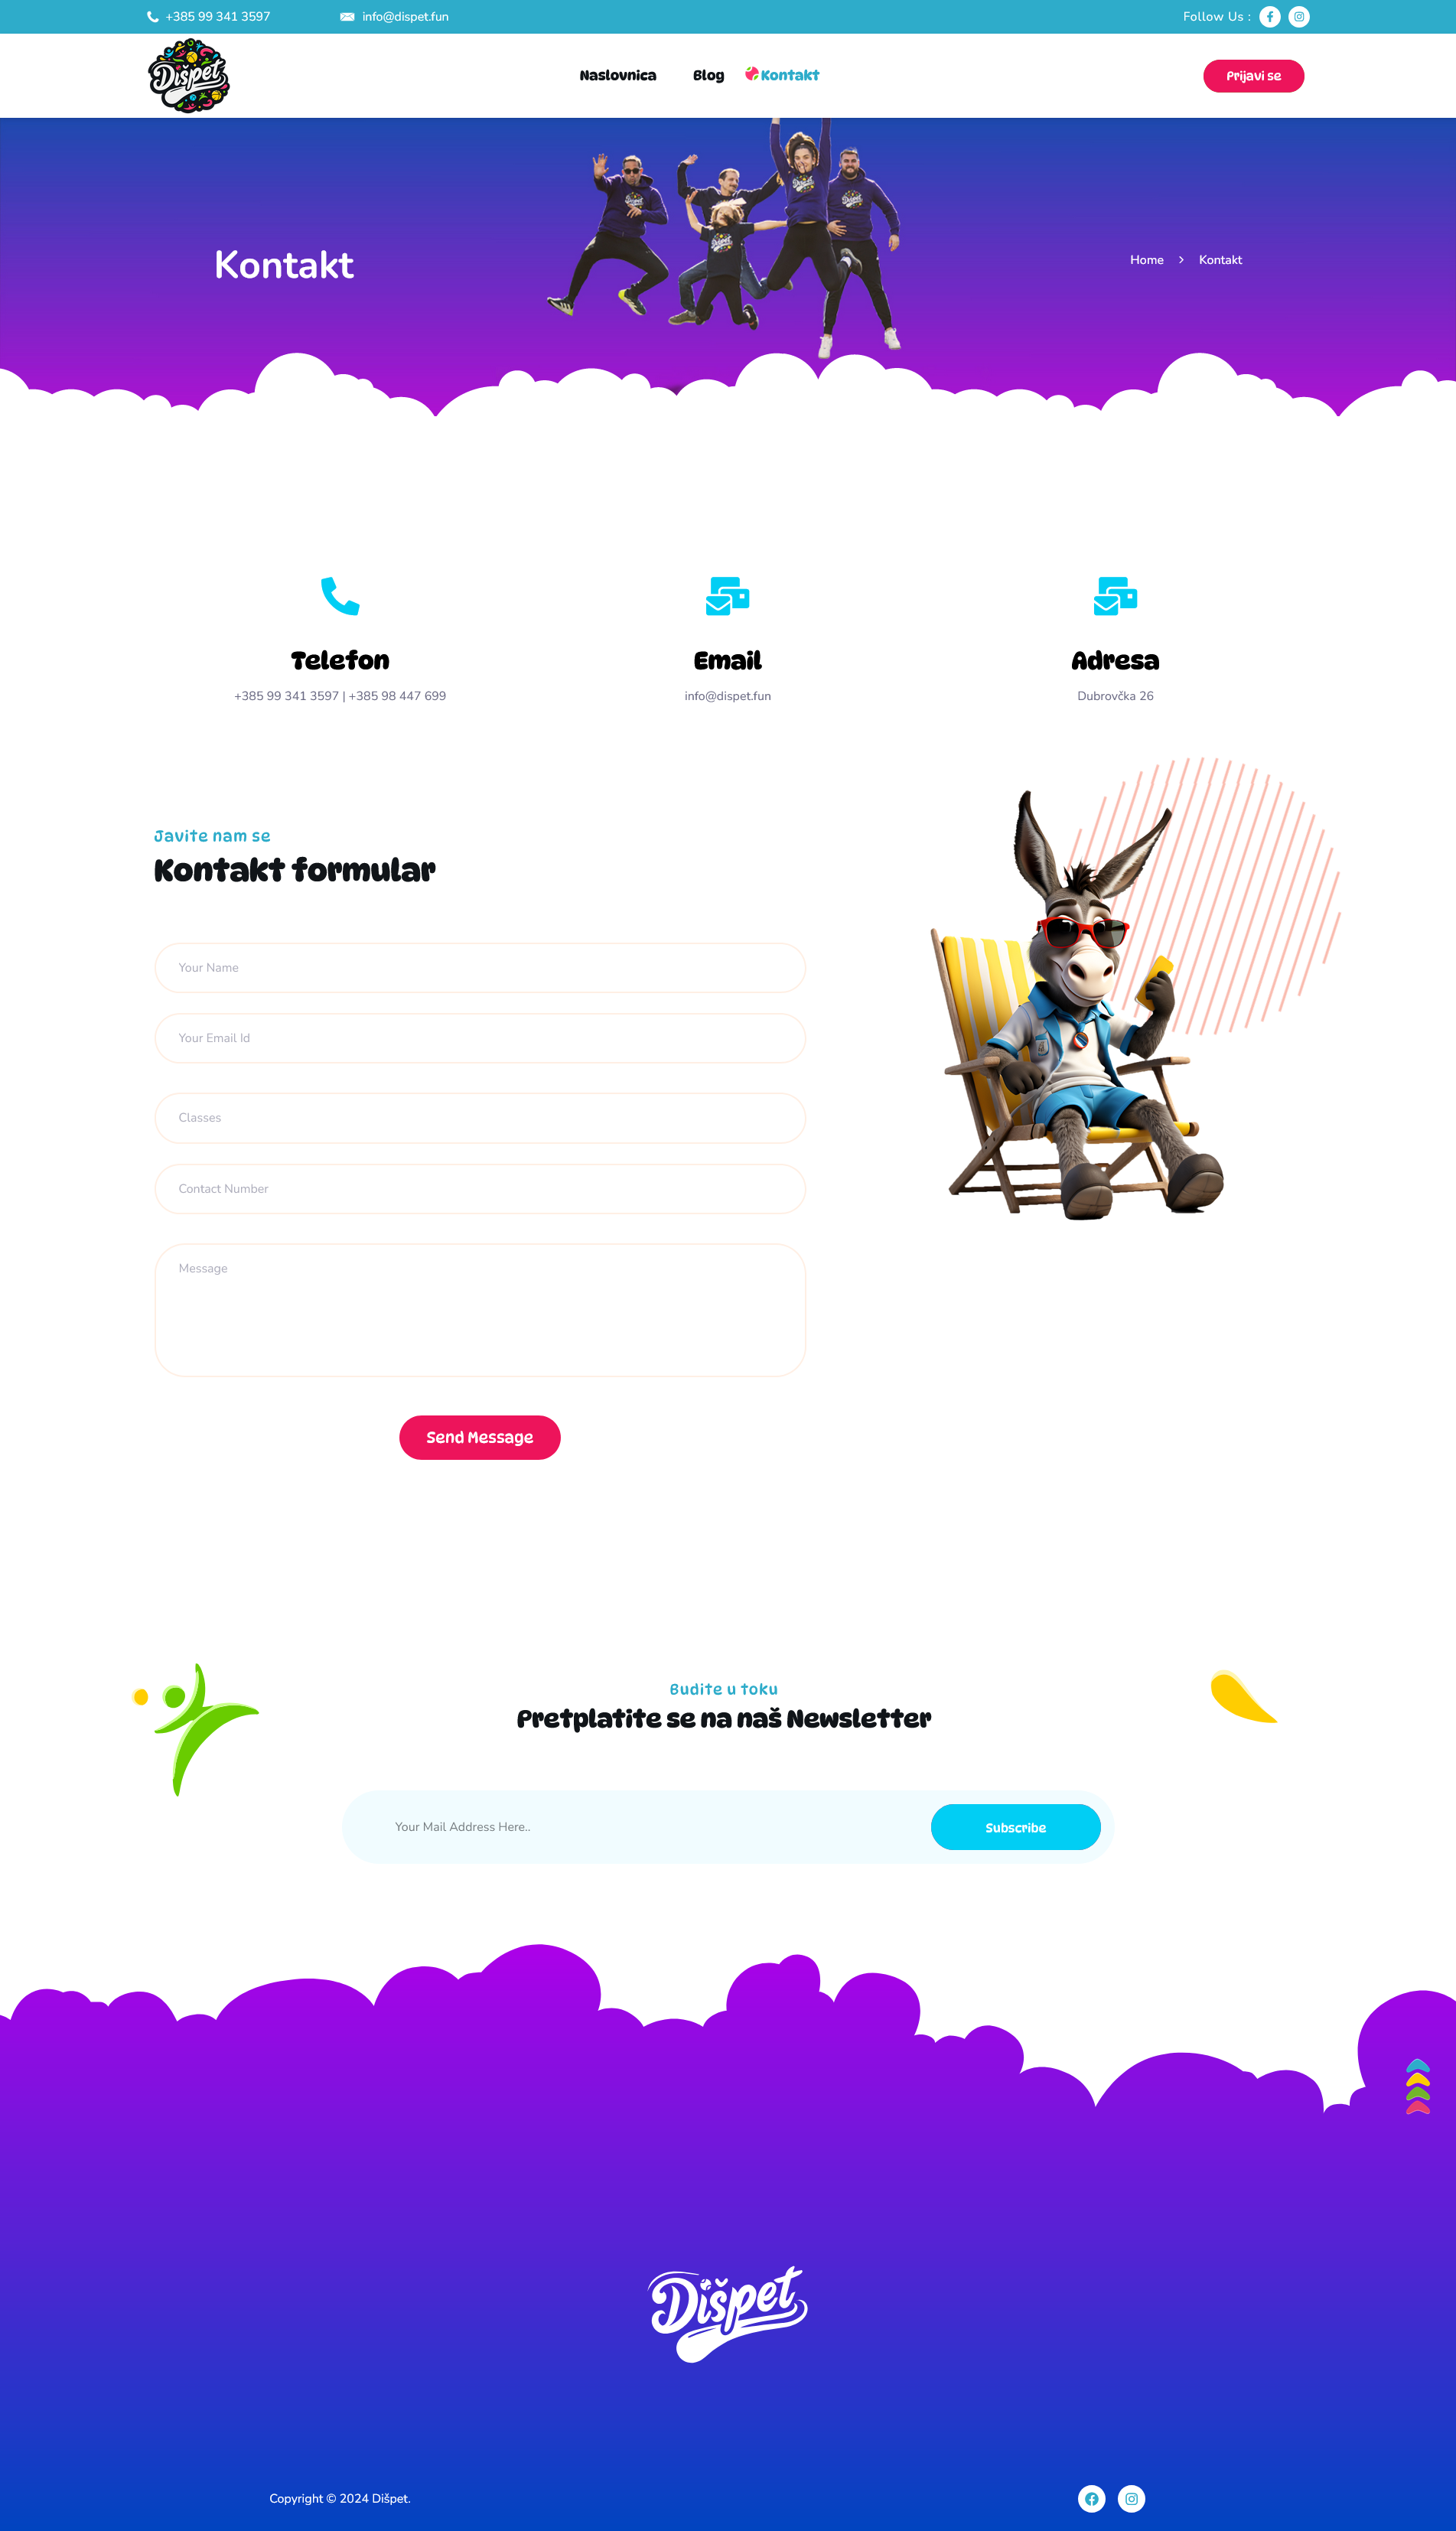 +385 99 341 3597
info@dispet.fun
Follow Us :
Dišpet
Naslovnica
Blog
Kontakt
Prijavi se
Kontakt
Home
Kontakt
Telefon
Email
Adresa
+385 99 341 3597 | +385 98 447 699
info@dispet.fun
Dubrovčka 26
Javite nam se
Kontakt formular
Your Name
Your Email Id
Classes
Contact Number
Message
Send Message
Budite u toku
Pretplatite se na naš Newsletter
Your Mail Address Here..
Subscribe
Dišpet
Copyright © 2024 Dišpet.